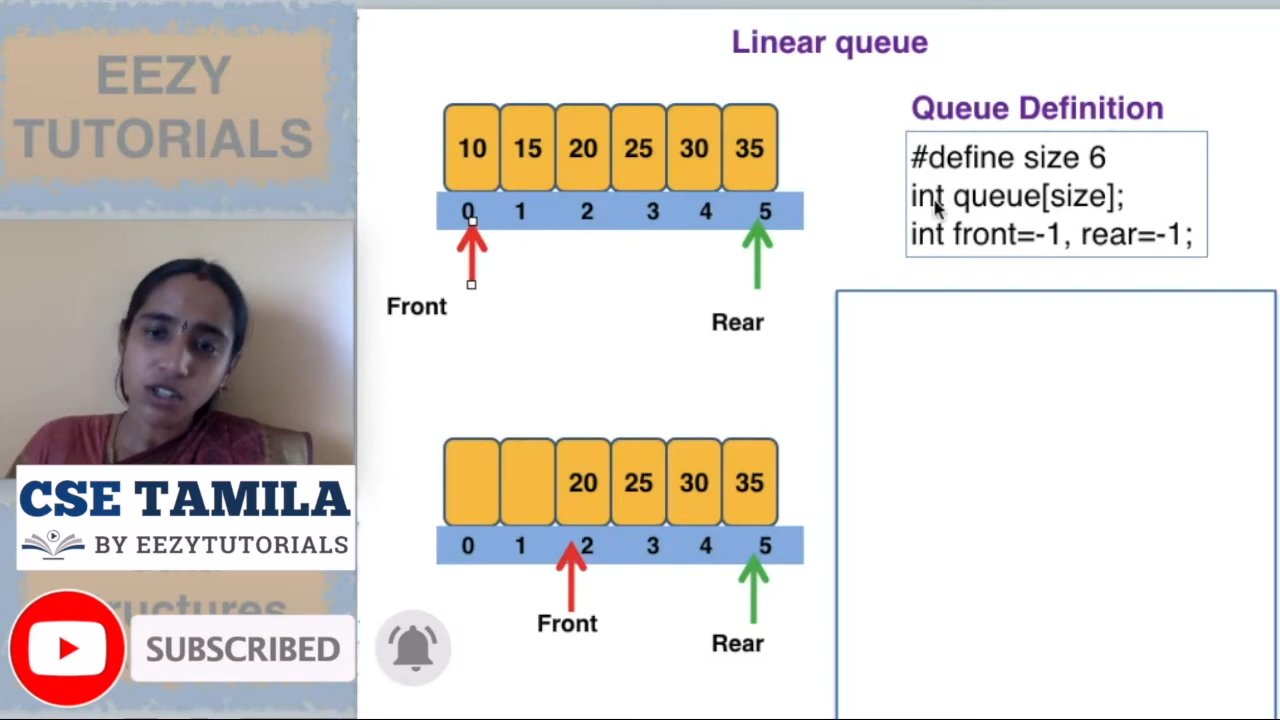 EEZY
TUTORIALS
CSE TAMILA
BY EEZYTUTORIALS
ructures
SUBSCRIBED
Linear queue
10 15 20 25 30 35
0 1 2 3 4 5
Front
Rear
20 25 30 35
0 1 2 3 4 5
Front
Rear
Queue Definition
#define size 6
int queue[size];
int front=-1, rear=-1;